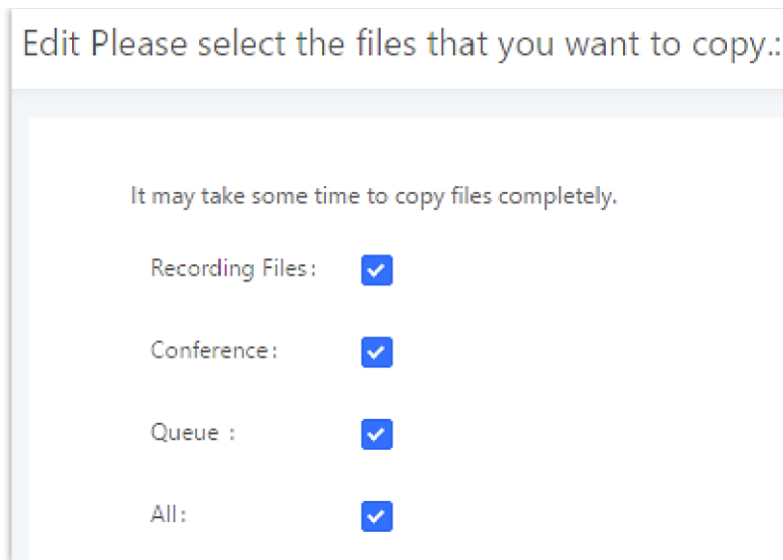 Edit Please select the files that you want to copy.:
It may take some time to copy files completely.
Recording Files:
Conference:
Queue :
All: